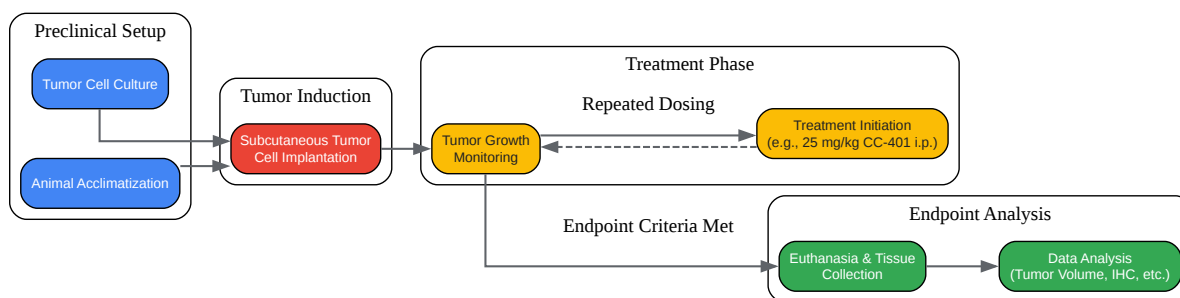 Preclinical Setup
Tumor Cell Culture
Animal Acclimatization
Tumor Induction
Subcutaneous Tumor
Cell Implantation
Treatment Phase
Repeated Dosing
Tumor Growth
Monitoring
Treatment Initiation
(e.g., 25 mg/kg CC-401 i.p.)
Endpoint Criteria Met
Endpoint Analysis
Euthanasia & Tissue
Collection
Data Analysis
(Tumor Volume, IHC, etc.)